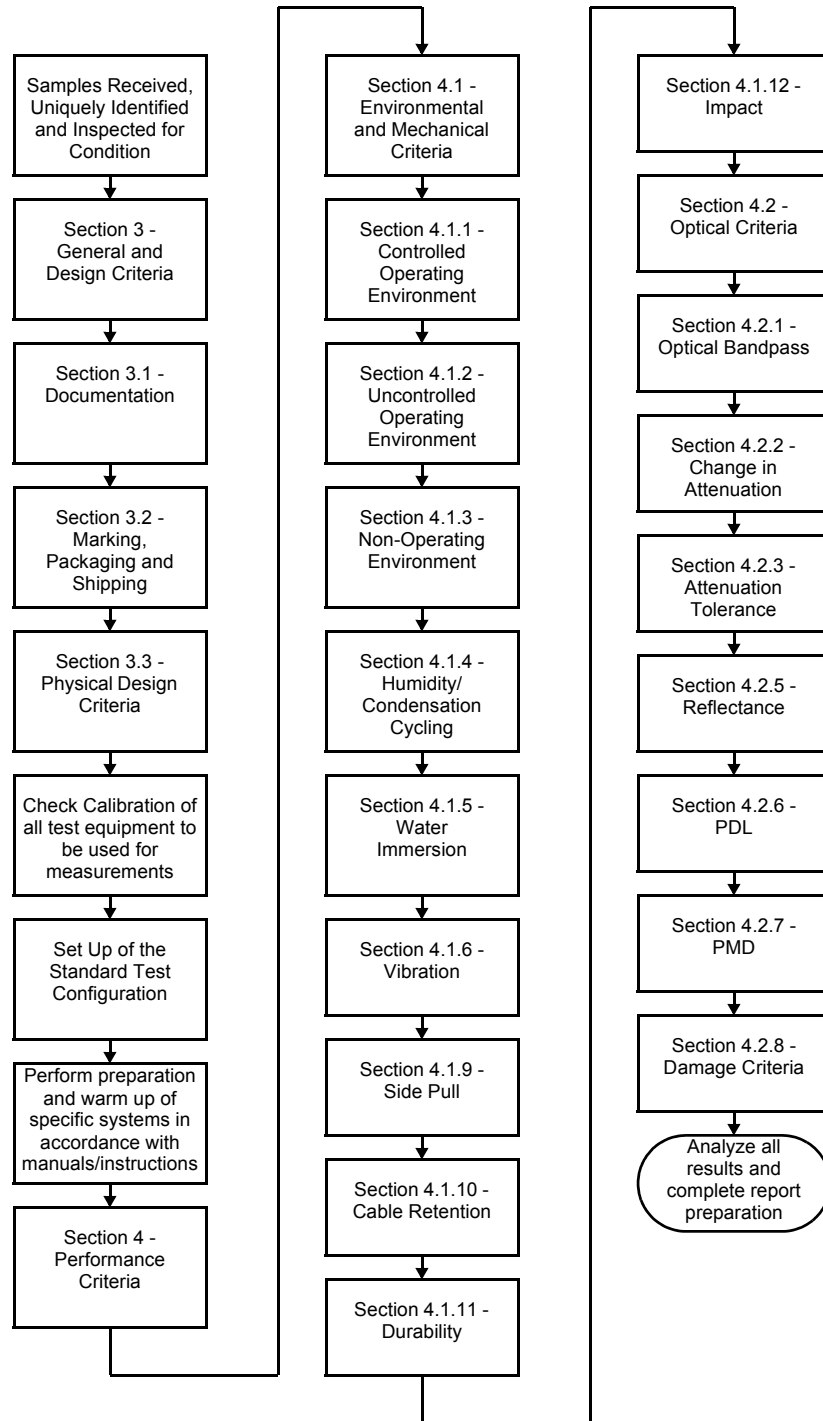 Samples Received,
Uniquely Identified
and Inspected for
Condition
Section 3 -
General and
Design Criteria
Section 3.1 -
Documentation
Section 3.2 -
Marking,
Packaging and
Shipping
Section 3.3 -
Physical Design
Criteria
Check Calibration of
all test equipment to
be used for
measurements
Set Up of the
Standard Test
Configuration
Perform preparation
and warm up of
specific systems in
accordance with
manuals/instructions
Section 4 -
Performance
Criteria
Section 4.1 -
Environmental
and Mechanical
Criteria
Section 4.1.1 -
Controlled
Operating
Environment
Section 4.1.2 -
Uncontrolled
Operating
Environment
Section 4.1.3 -
Non-Operating
Environment
Section 4.1.4 -
Humidity/
Condensation
Cycling
Section 4.1.5 -
Water
Immersion
Section 4.1.6 -
Vibration
Section 4.1.9 -
Side Pull
Section 4.1.10 -
Cable Retention
Section 4.1.11 -
Durability
Section 4.1.12 -
Impact
Section 4.2 -
Optical Criteria
Section 4.2.1 -
Optical Bandpass
Section 4.2.2 -
Change in
Attenuation
Section 4.2.3 -
Attenuation
Tolerance
Section 4.2.5 -
Reflectance
Section 4.2.6 -
PDL
Section 4.2.7 -
PMD
Section 4.2.8 -
Damage Criteria
Analyze all
results and
complete report
preparation